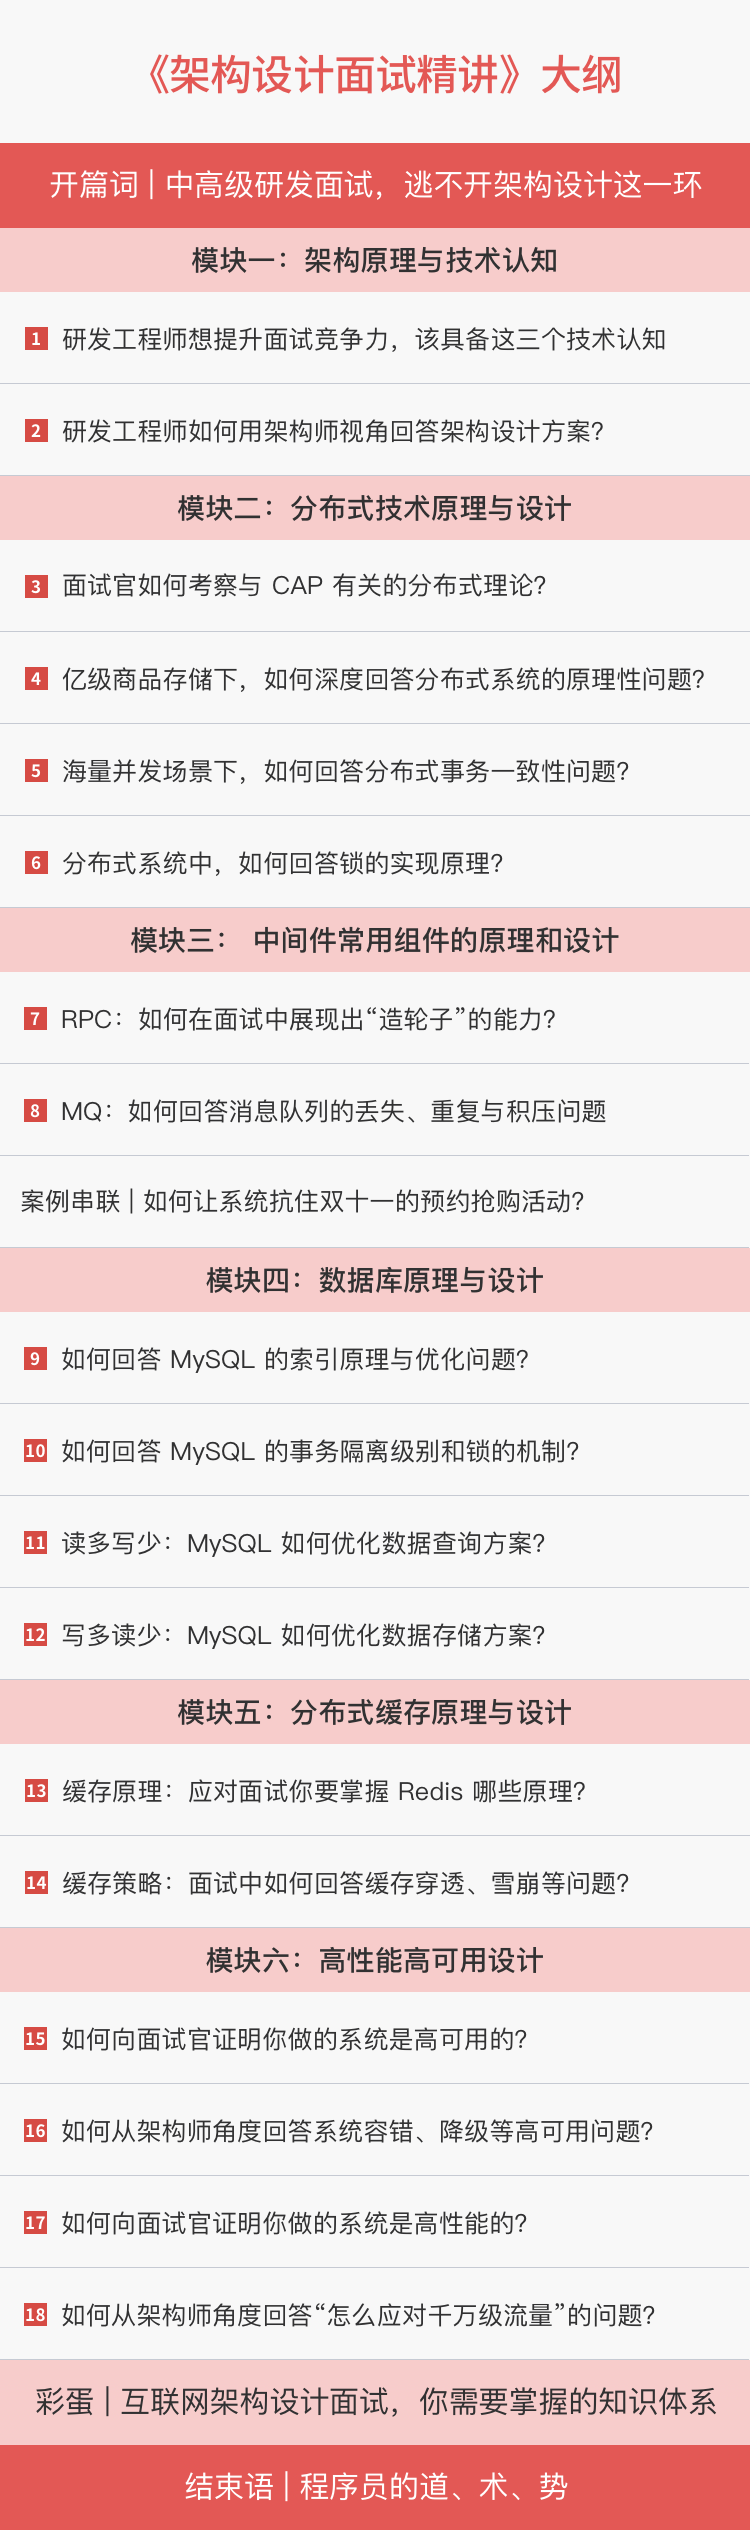 《架构设计面试精讲》大纲
开篇词 | 中高级研发面试，逃不开架构设计这一环
模块一：架构原理与技术认知
1 研发工程师想提升面试竞争力，该具备这三个技术认知
2 研发工程师如何用架构师视角回答架构设计方案？
模块二：分布式技术原理与设计
3 面试官如何考察与 CAP 有关的分布式理论？
4 亿级商品存储下，如何深度回答分布式系统的原理性问题？
5 海量并发场景下，如何回答分布式事务一致性问题？
6 分布式系统中，如何回答锁的实现原理？
模块三： 中间件常用组件的原理和设计
7 RPC：如何在面试中展现出“造轮子”的能力？
8 MQ：如何回答消息队列的丢失、重复与积压问题
案例串联 | 如何让系统抗住双十一的预约抢购活动？
模块四：数据库原理与设计
9 如何回答 MySQL 的索引原理与优化问题？
10 如何回答 MySQL 的事务隔离级别和锁的机制？
11 读多写少：MySQL 如何优化数据查询方案？
12 写多读少：MySQL 如何优化数据存储方案？
模块五：分布式缓存原理与设计
13 缓存原理：应对面试你要掌握 Redis 哪些原理？
14 缓存策略：面试中如何回答缓存穿透、雪崩等问题？
模块六：高性能高可用设计
15 如何向面试官证明你做的系统是高可用的？
16 如何从架构师角度回答系统容错、降级等高可用问题？
17 如何向面试官证明你做的系统是高性能的？
18 如何从架构师角度回答“怎么应对千万级流量”的问题？
彩蛋 | 互联网架构设计面试，你需要掌握的知识体系
结束语 | 程序员的道、术、势